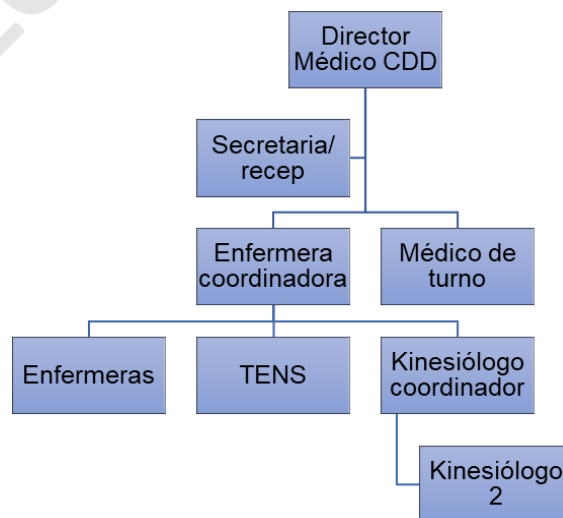 Director
Médico CDD
Secretaria/
recep
Enfermera
coordinadora
Médico de
turno
Enfermeras
TENS
Kinesiólogo
coordinador
Kinesiólogo
2